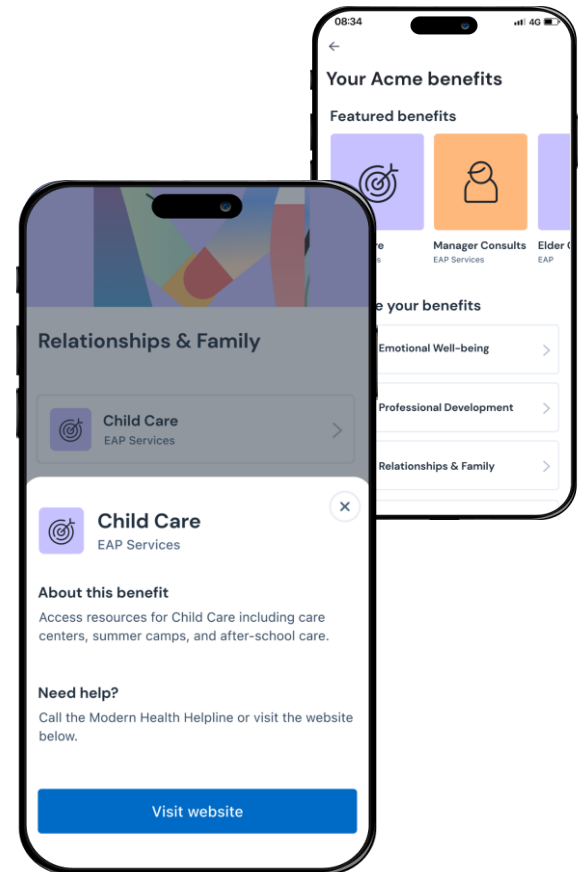 08:34
4G
Your Acme benefits
Featured benefits
Manager Consults
EAP Services
Elder
EAP
your benefits
Emotional Well-being
Professional Development
Relationships & Family
Relationships & Family
Child Care
EAP Services
Child Care
EAP Services
About this benefit
Access resources for Child Care including care
centers, summer camps, and after-school care.
Need help?
Call the Modern Health Helpline or visit the website
below.
Visit website